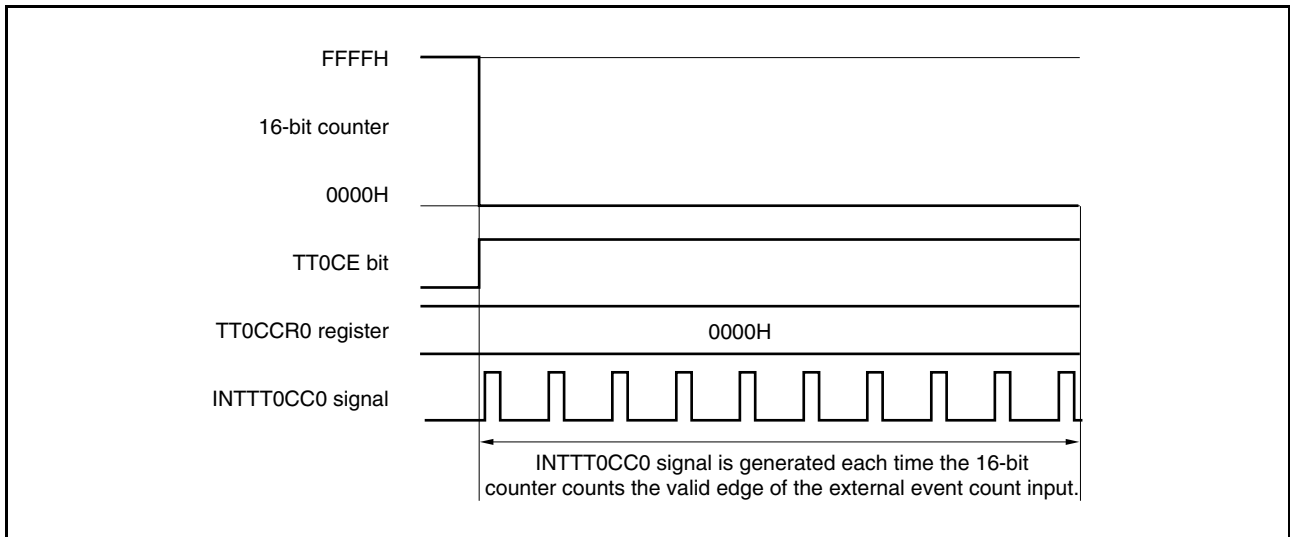 FFFFH
16-bit counter
0000H
TT0CE bit
TT0CCR0 register
0000H
INTTT0CC0 signal
INTTT0CC0 signal is generated each time the 16-bit
counter counts the valid edge of the external event count input.